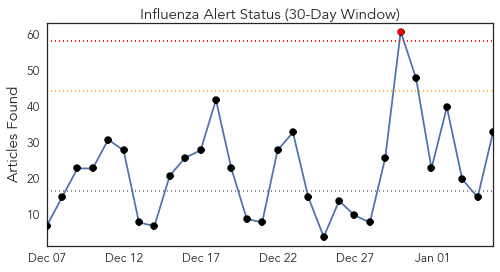 Influenza Alert Status (30-Day Window)
Articles Found
60
50
40
30
20
10
Dec 07 Dec 12 Dec 17 Dec 22 Dec 27 Jan 01